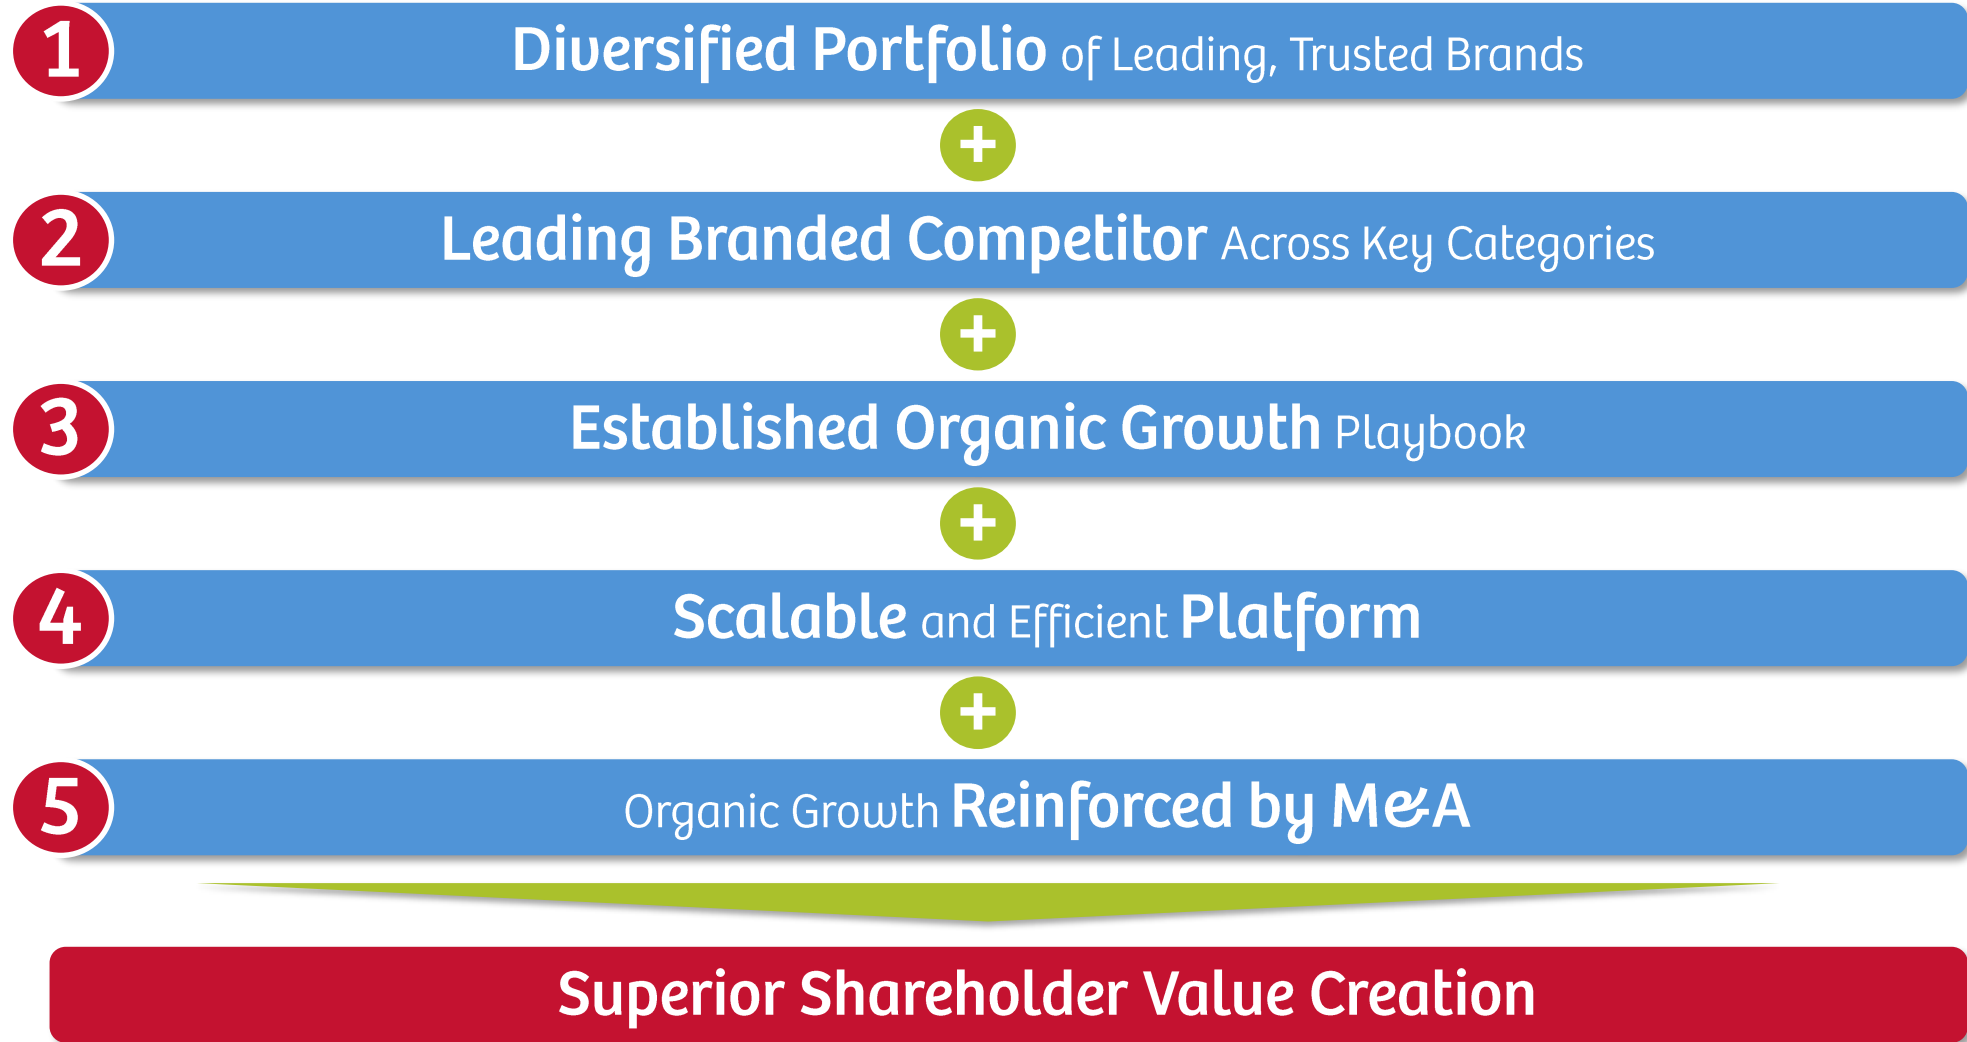 1
Diversified Portfolio of Leading, Trusted Brands
+
2
Leading Branded Competitor Across Key Categories
+
3
Established Organic Growth Playbook
+
4
Scalable and Efficient Platform
+
5
Organic Growth Reinforced by M&A
Superior Shareholder Value Creation